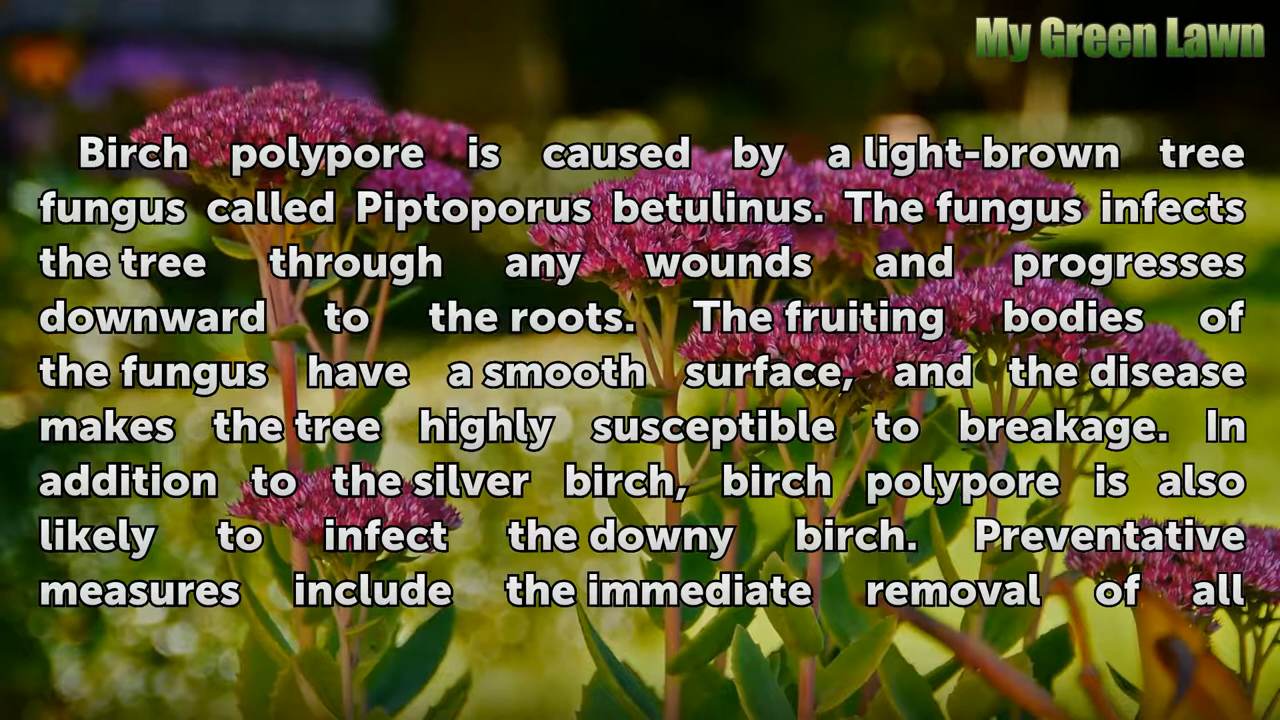 My Green Lawn
Birch polypore is caused by a light-brown tree
fungus called Piptoporus betulinus. The fungus infects
the tree through any wounds and progresses
downward to the roots. The fruiting bodies of
the fungus have a smooth surface, and the disease
makes the tree highly susceptible to breakage. In
addition to the silver birch, birch polypore is also
likely to infect the downy birch. Preventative
measures include the immediate removal of all